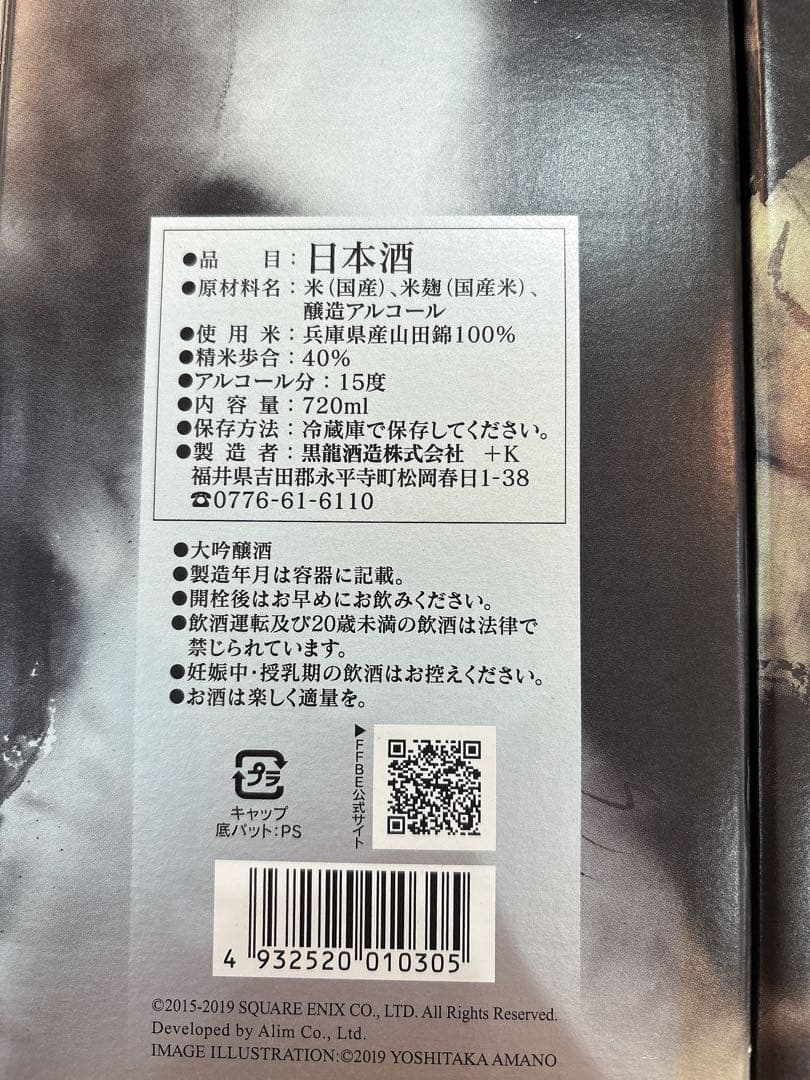 ●品　目：日本酒
●原材料名：米（国産）、米麹（国産米）、
醸造アルコール
●使用米：兵庫県産山田錦100%
●精米歩合：40%
●アルコール分：15度
●内容量：720ml
●保存方法：冷蔵庫で保存してください。
●製造者：黒龍酒造株式会社　+K
福井県吉田郡永平寺町松岡春日1-38
☎0776-61-6110
●大吟醸酒
●製造年月は容器に記載。
●開栓後はお早めにお飲みください。
●飲酒運転及び20歳未満の飲酒は法律で
禁じられています。
●妊娠中・授乳期の飲酒はお控えください。
●お酒は楽しく適量を。
プラ
キャップ
底パット：PS
▶FFBE公式サイト
4 932520 010305
©2015-2019 SQUARE ENIX CO., LTD. All Rights Reserved.
Developed by Alim Co., Ltd.
IMAGE ILLUSTRATION:©2019 YOSHITAKA AMANO